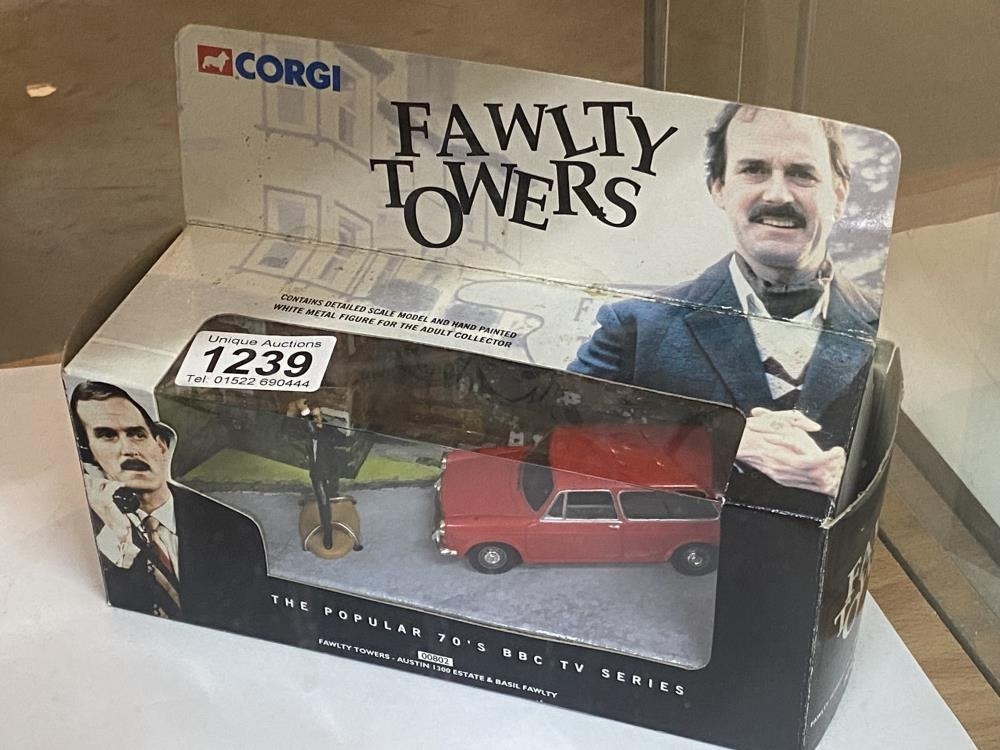 CORGI
FAWLTY
TOWERS
CONTAINS DETAILED SCALE MODEL AND HAND PAINTED
WHITE METAL FIGURE FOR THE ADULT COLLECTOR
Unique Auctions
1239
Tel: 01522 690444
THE POPULAR 70'S BBC TV SERIES
00802
FAWLTY TOWERS - AUSTIN 1300 ESTATE & BASIL FAWLTY